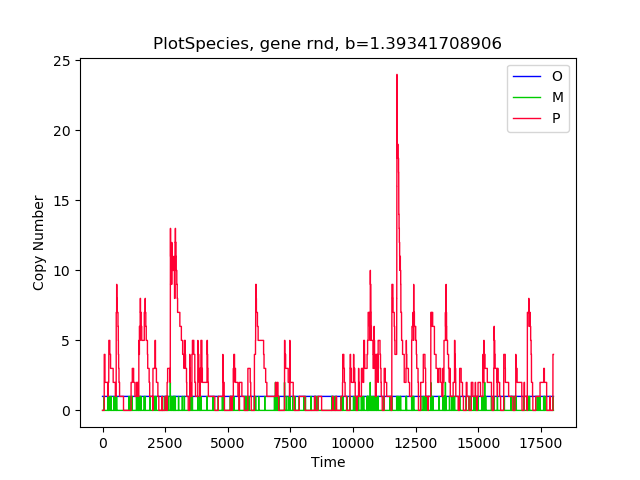 PlotSpecies, gene rnd, b=1.39341708906
25
20
15
10
5
0
Copy Number
O
M
P
0 2500 5000 7500 10000 12500 15000 17500
Time